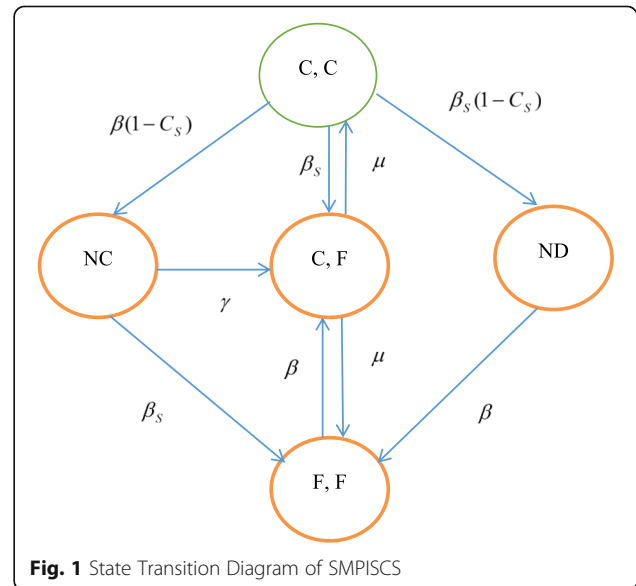 C, C
β(1−C_S)
β_S(1−C_S)
β_S
μ
NC
C, F
ND
γ
β_S
β
μ
β
F, F
Fig. 1 State Transition Diagram of SMPISCS